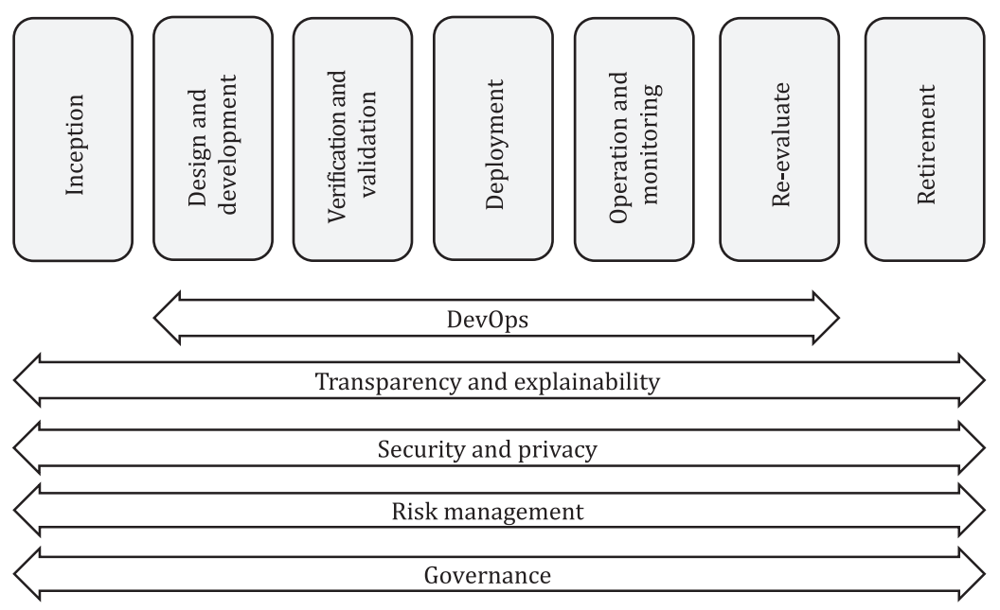 Inception
Design and
development
Verification and
validation
Deployment
Operation and
monitoring
Re-evaluate
Retirement
DevOps
Transparency and explainability
Security and privacy
Risk management
Governance